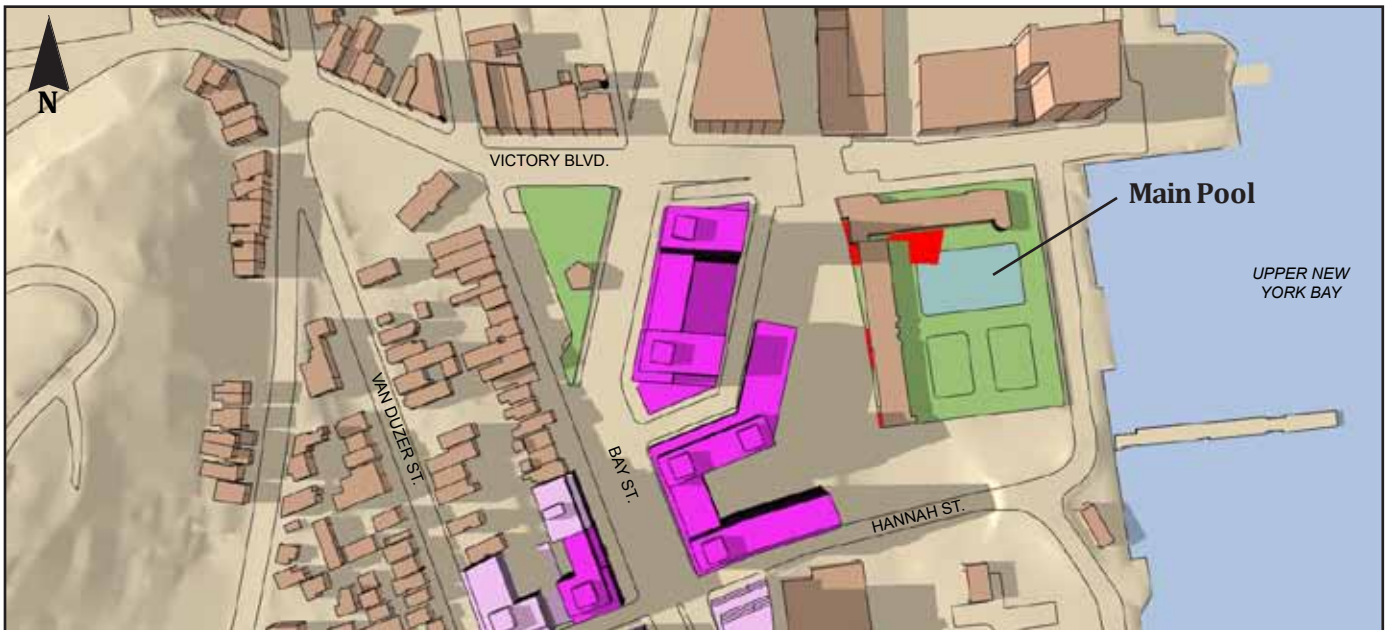 N
VICTORY BLVD.
Main Pool
UPPER NEW
YORK BAY
VAN DUZER ST.
BAY ST.
HANNAH ST.